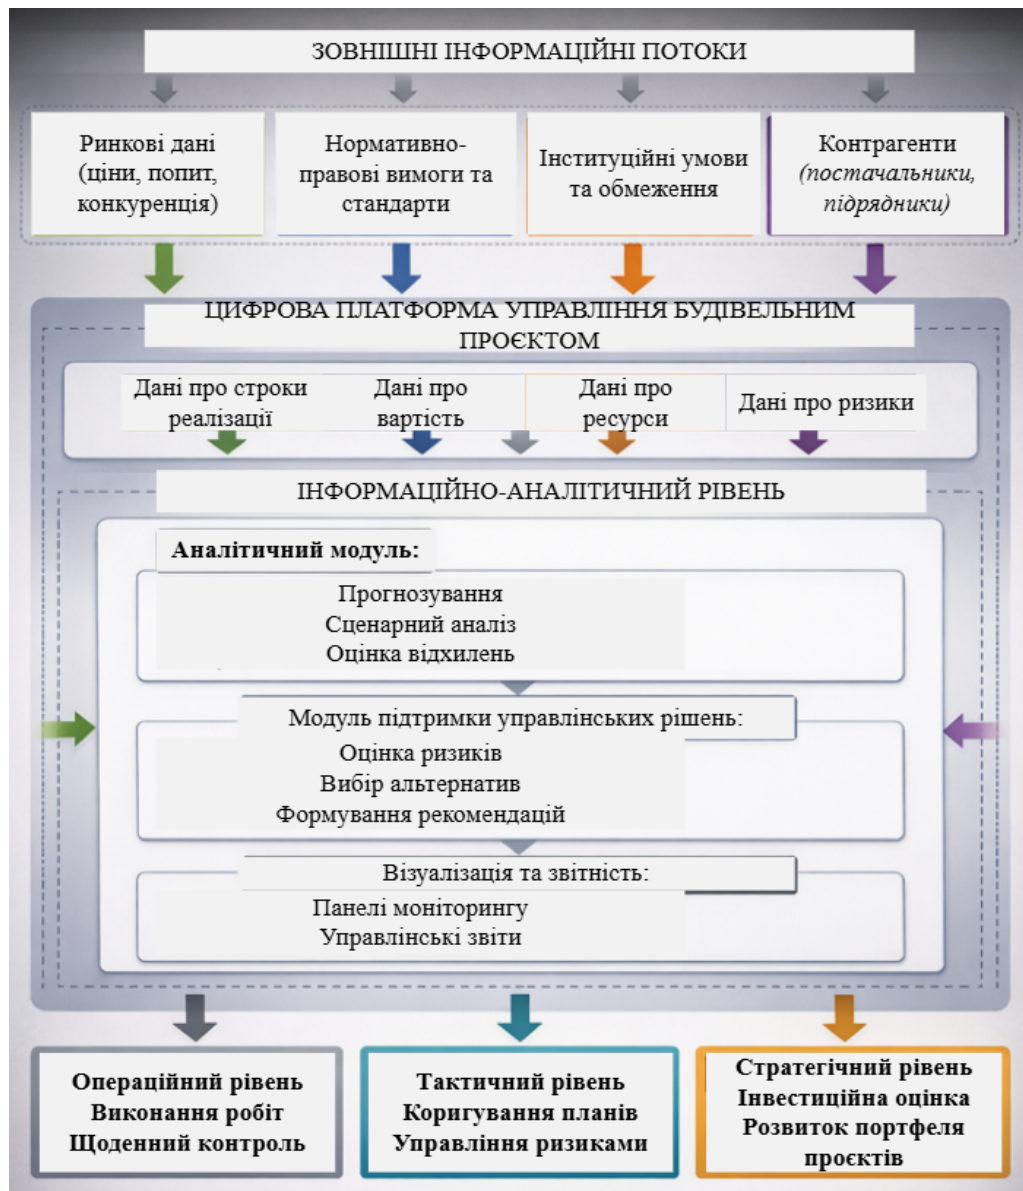 ЗОВНІШНІ ІНФОРМАЦІЙНІ ПОТОКИ
Ринкові дані
(ціни, попит,
конкуренція)
Нормативно-
правові вимоги та
стандарти
Інституційні умови
та обмеження
Контрагенти
(постачальники,
підрядники)
ЦИФРОВА ПЛАТФОРМА УПРАВЛІННЯ БУДІВЕЛЬНИМ
ПРОЄКТОМ
Дані про строки
реалізації
Дані про
вартість
Дані про
ресурси
Дані про ризики
ІНФОРМАЦІЙНО-АНАЛІТИЧНИЙ РІВЕНЬ
Аналітичний модуль:
Прогнозування
Сценарний аналіз
Оцінка відхилень
Модуль підтримки управлінських рішень:
Оцінка ризиків
Вибір альтернатив
Формування рекомендацій
Візуалізація та звітність:
Панелі моніторингу
Управлінські звіти
Операційний рівень
Виконання робіт
Щоденний контроль
Тактичний рівень
Коригування планів
Управління ризиками
Стратегічний рівень
Інвестиційна оцінка
Розвиток портфеля
проєктів